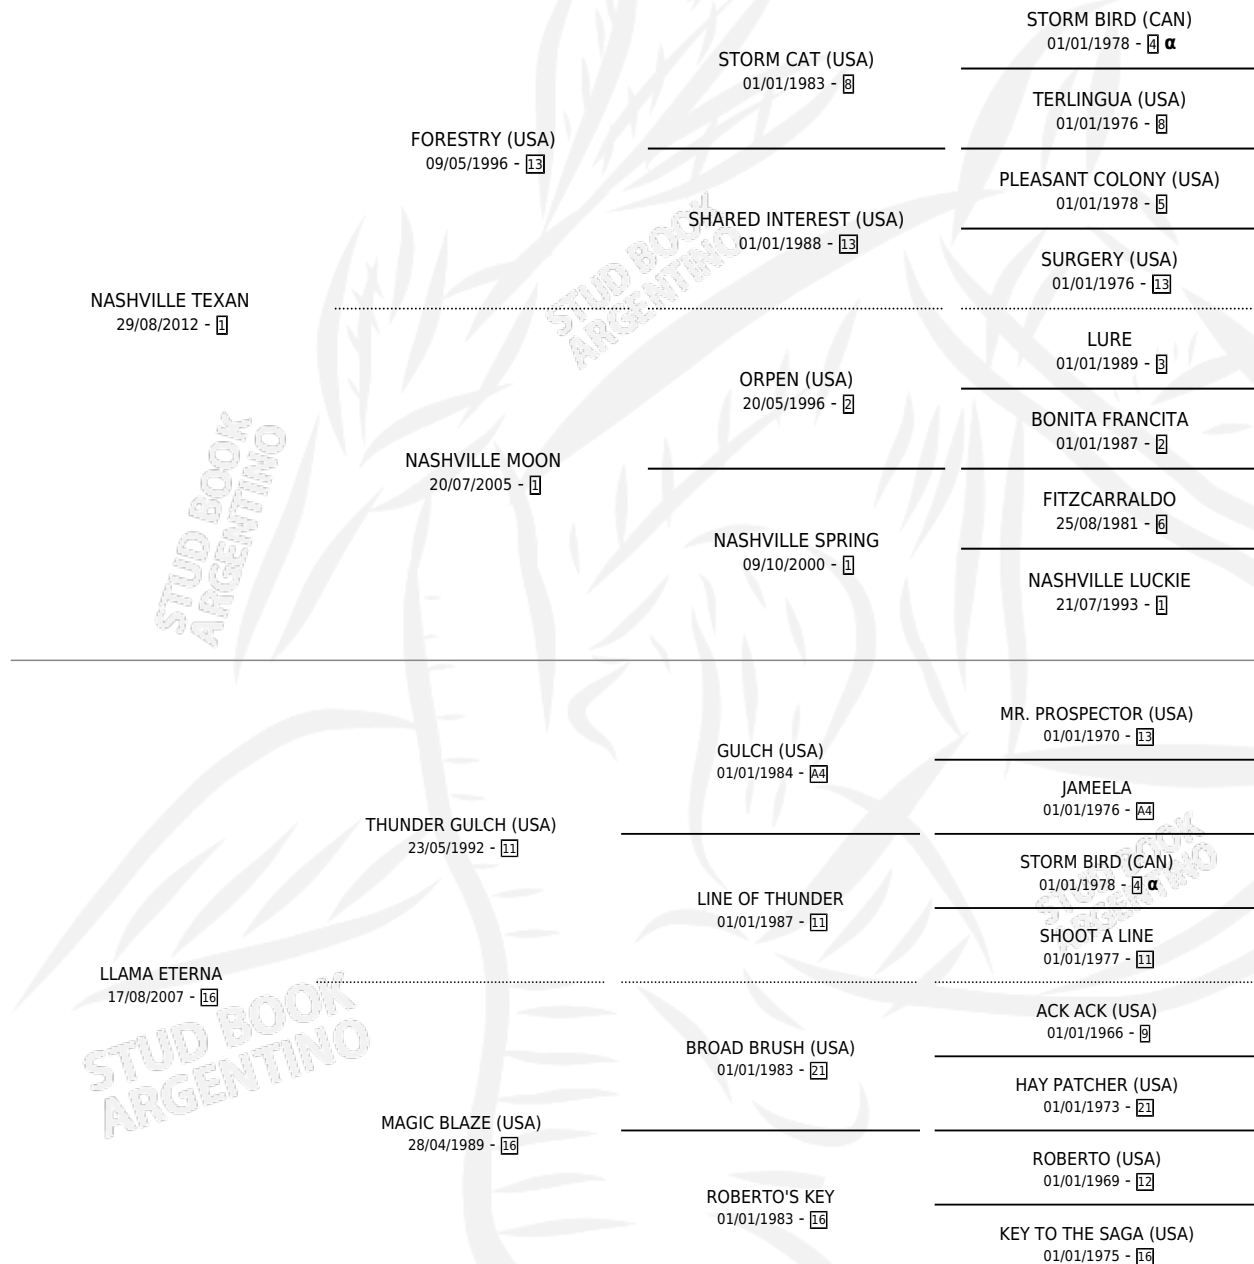 STORM BIRD (CAN)
01/01/1978 - 4 α
STORM CAT (USA)
01/01/1983 - 8
TERLINGUA (USA)
01/01/1976 - 8
FORESTRY (USA)
09/05/1996 - 13
PLEASANT COLONY (USA)
01/01/1978 - 5
SHARED INTEREST (USA)
01/01/1988 - 13
SURGERY (USA)
01/01/1976 - 13
NASHVILLE TEXAN
29/08/2012 - 1
LURE
01/01/1989 - 3
ORPEN (USA)
20/05/1996 - 2
BONITA FRANCITA
01/01/1987 - 2
NASHVILLE MOON
20/07/2005 - 1
FITZCARRALDO
25/08/1981 - 6
NASHVILLE SPRING
09/10/2000 - 1
NASHVILLE LUCKIE
21/07/1993 - 1
MR. PROSPECTOR (USA)
01/01/1970 - 13
GULCH (USA)
01/01/1984 - A4
JAMEELA
01/01/1976 - A4
THUNDER GULCH (USA)
23/05/1992 - 11
STORM BIRD (CAN)
01/01/1978 - 4 α
LINE OF THUNDER
01/01/1987 - 11
SHOOT A LINE
01/01/1977 - 11
LLAMA ETERNA
17/08/2007 - 16
ACK ACK (USA)
01/01/1966 - 9
BROAD BRUSH (USA)
01/01/1983 - 21
HAY PATCHER (USA)
01/01/1973 - 21
MAGIC BLAZE (USA)
28/04/1989 - 16
ROBERTO (USA)
01/01/1969 - 12
ROBERTO'S KEY
01/01/1983 - 16
KEY TO THE SAGA (USA)
01/01/1975 - 16
STUD BOOK
ARGENTINO
STUD BOOK
ARGENTINO
STUD BOOK
ARGENTINO
STUD BOOK
ARGENTINO